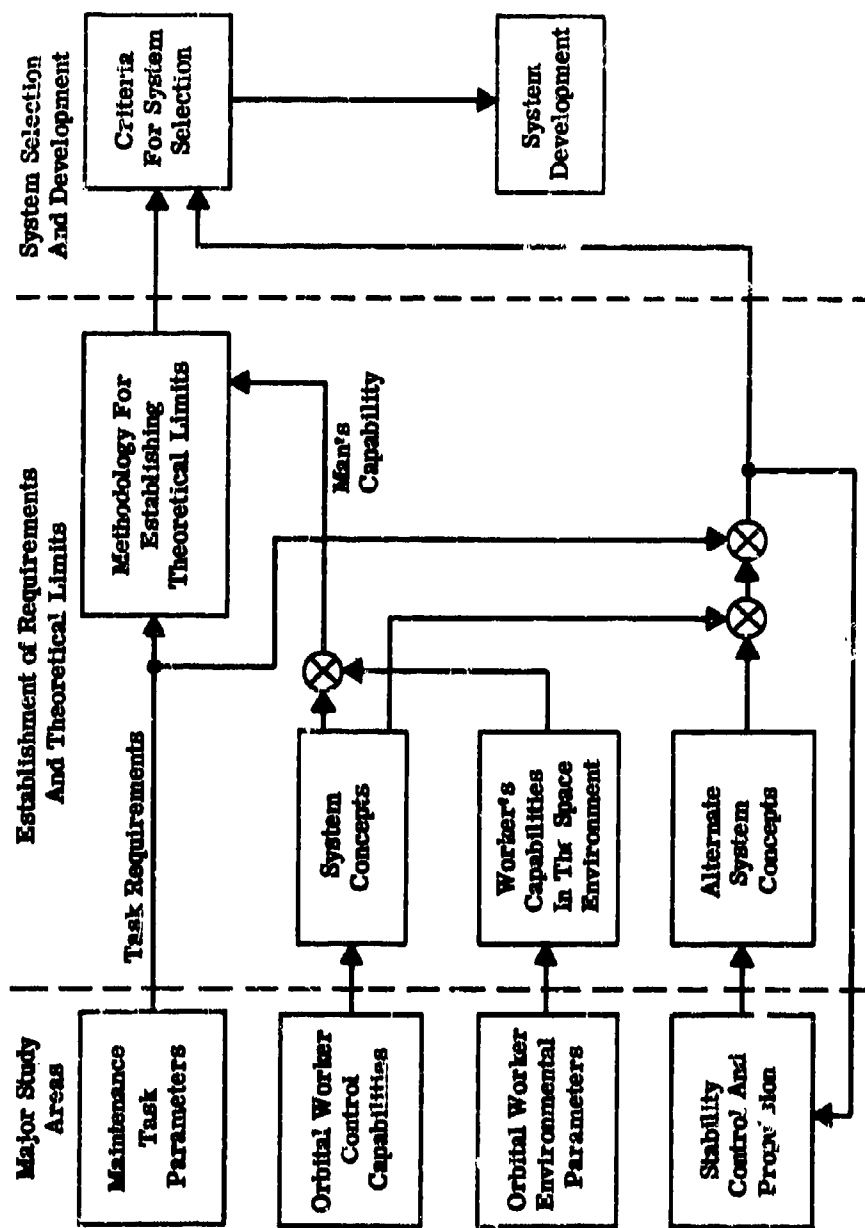 Major Study
Areas
Establishment of Requirements
And Theoretical Limits
System Selection
And Development
Maintenance
Task
Parameters
Task Requirements
Methodology For
Establishing
Theoretical Limits
Criteria
For System
Selection
Orbital Worker
Control
Capabilities
System
Concepts
Man's
Capability
System
Development
Orbital Worker
Environmental
Parameters
Worker's
Capabilities
In The Space
Environment
Stability
Control And
Propulsion
Alternate
System
Concepts